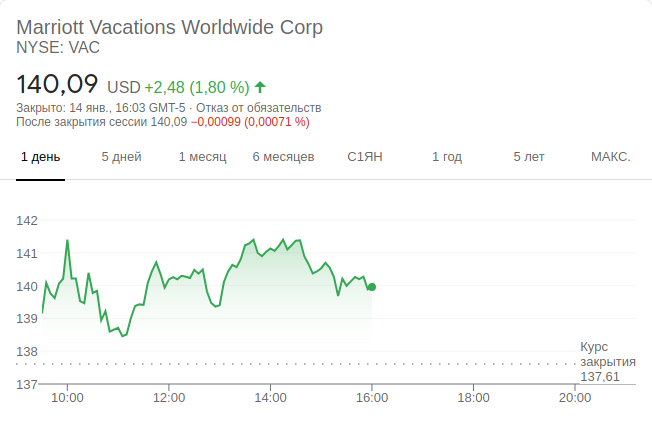 Marriott Vacations Worldwide Corp
NYSE: VAC
140,09 USD +2,48 (1,80 %)
Закрыто: 14 янв., 16:03 GMT-5 · Отказ от обязательств
После закрытия сессии 140,09 −0,00099 (0,00071 %)
1 день 5 дней 1 месяц 6 месяцев С1ЯН 1 год 5 лет МАКС.
142
141
140
139
138
137
Курс
закрытия
137,61
10:00 12:00 14:00 16:00 18:00 20:00